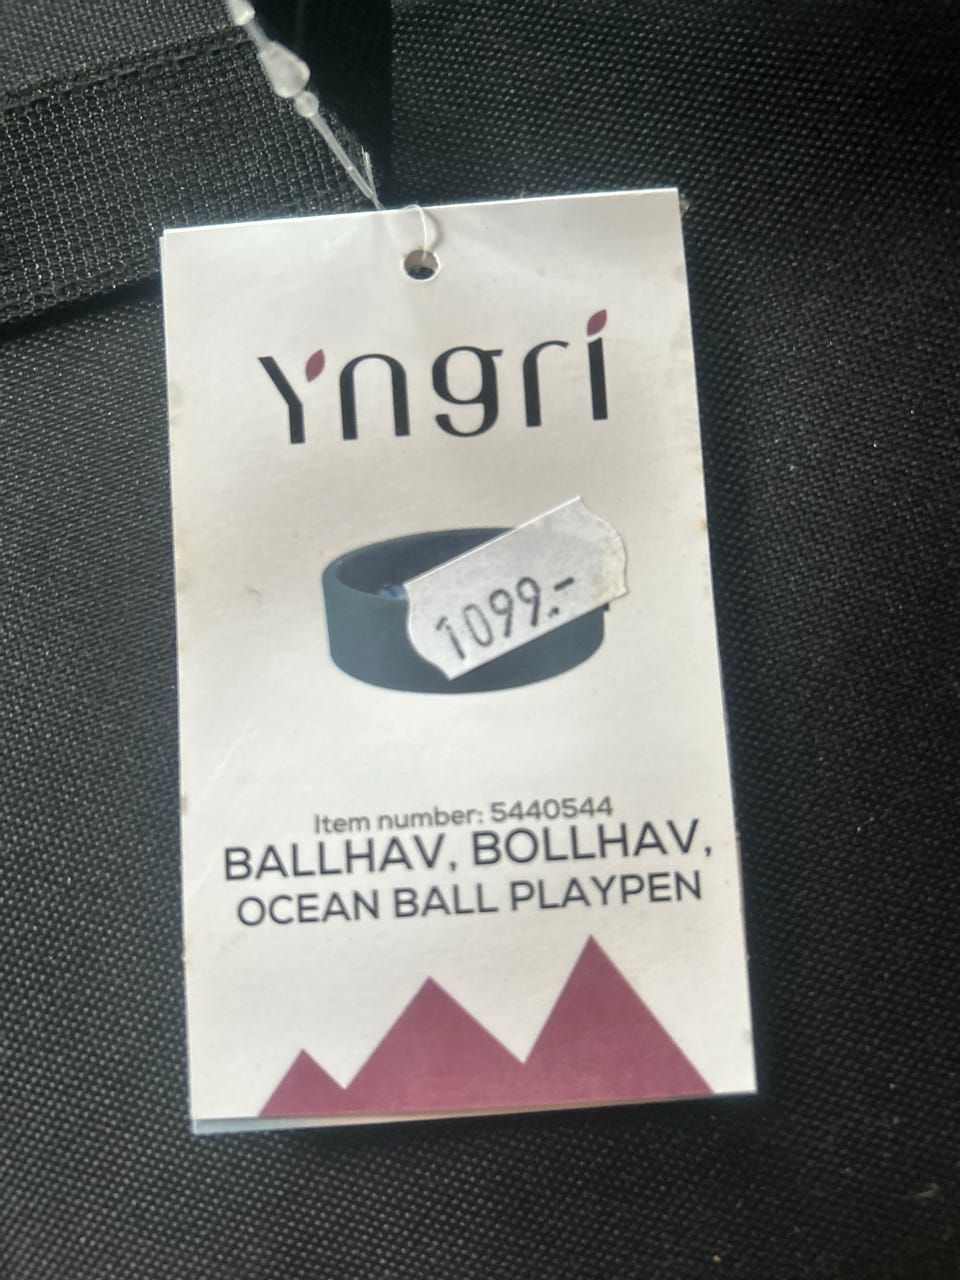 Yngri
1099.-
Item number: 5440544
BALLHAV, BOLLHAV,
OCEAN BALL PLAYPEN